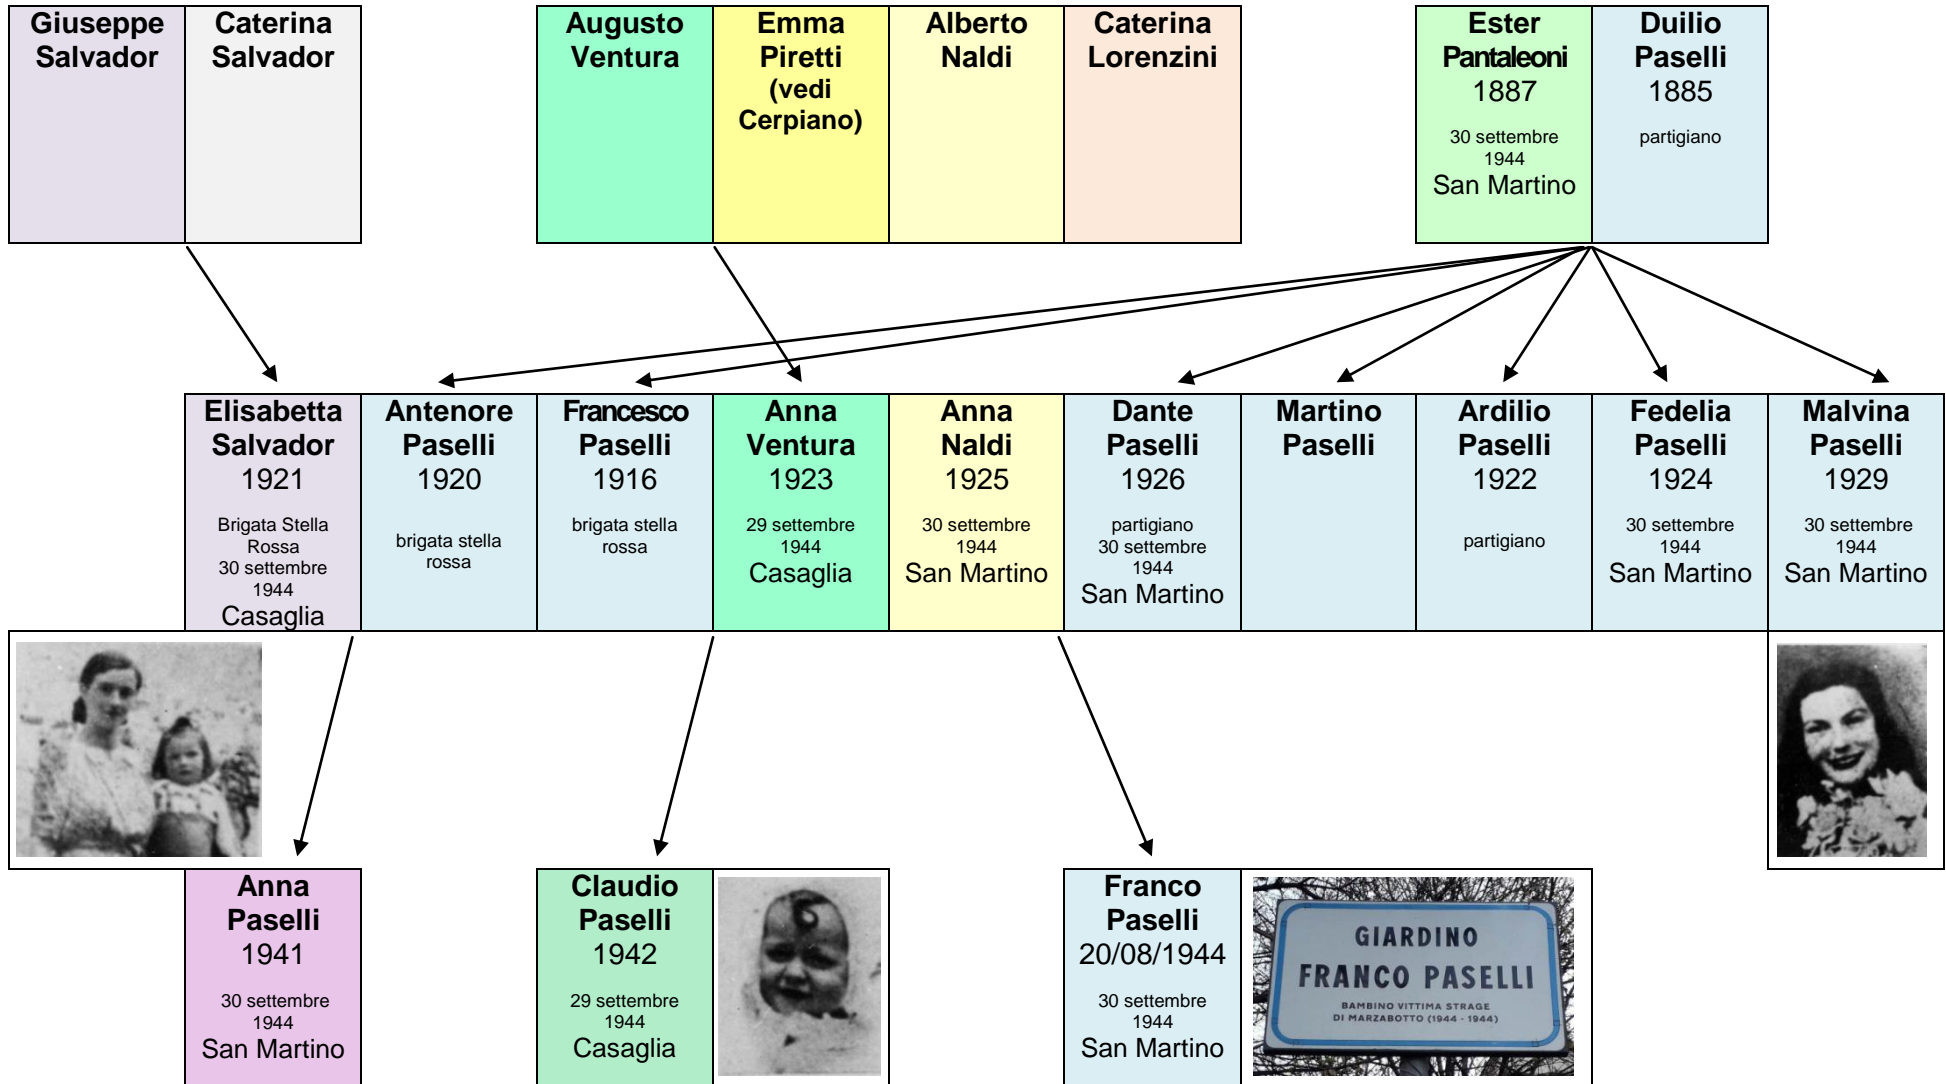 Giuseppe
Salvador
Caterina
Salvador
Augusto
Ventura
Emma
Piretti
(vedi
Cerpiano)
Alberto
Naldi
Caterina
Lorenzini
Ester
Pantaleoni
1887
30 settembre
1944
San Martino
Duilio
Paselli
1885
partigiano
Elisabetta
Salvador
1921
Brigata Stella
Rossa
30 settembre
1944
Casaglia
Antenore
Paselli
1920
brigata stella
rossa
Francesco
Paselli
1916
brigata stella
rossa
Anna
Ventura
1923
29 settembre
1944
Casaglia
Anna
Naldi
1925
30 settembre
1944
San Martino
Dante
Paselli
1926
partigiano
30 settembre
1944
San Martino
Martino
Paselli
Ardilio
Paselli
1922
partigiano
Fedelia
Paselli
1924
30 settembre
1944
San Martino
Malvina
Paselli
1929
30 settembre
1944
San Martino
Anna
Paselli
1941
30 settembre
1944
San Martino
Claudio
Paselli
1942
29 settembre
1944
Casaglia
Franco
Paselli
20/08/1944
30 settembre
1944
San Martino
GIARDINO
FRANCO PASELLI
BAMBINO VITTIMA STRAGE
DI MARZABOTTO (1944 - 1944)